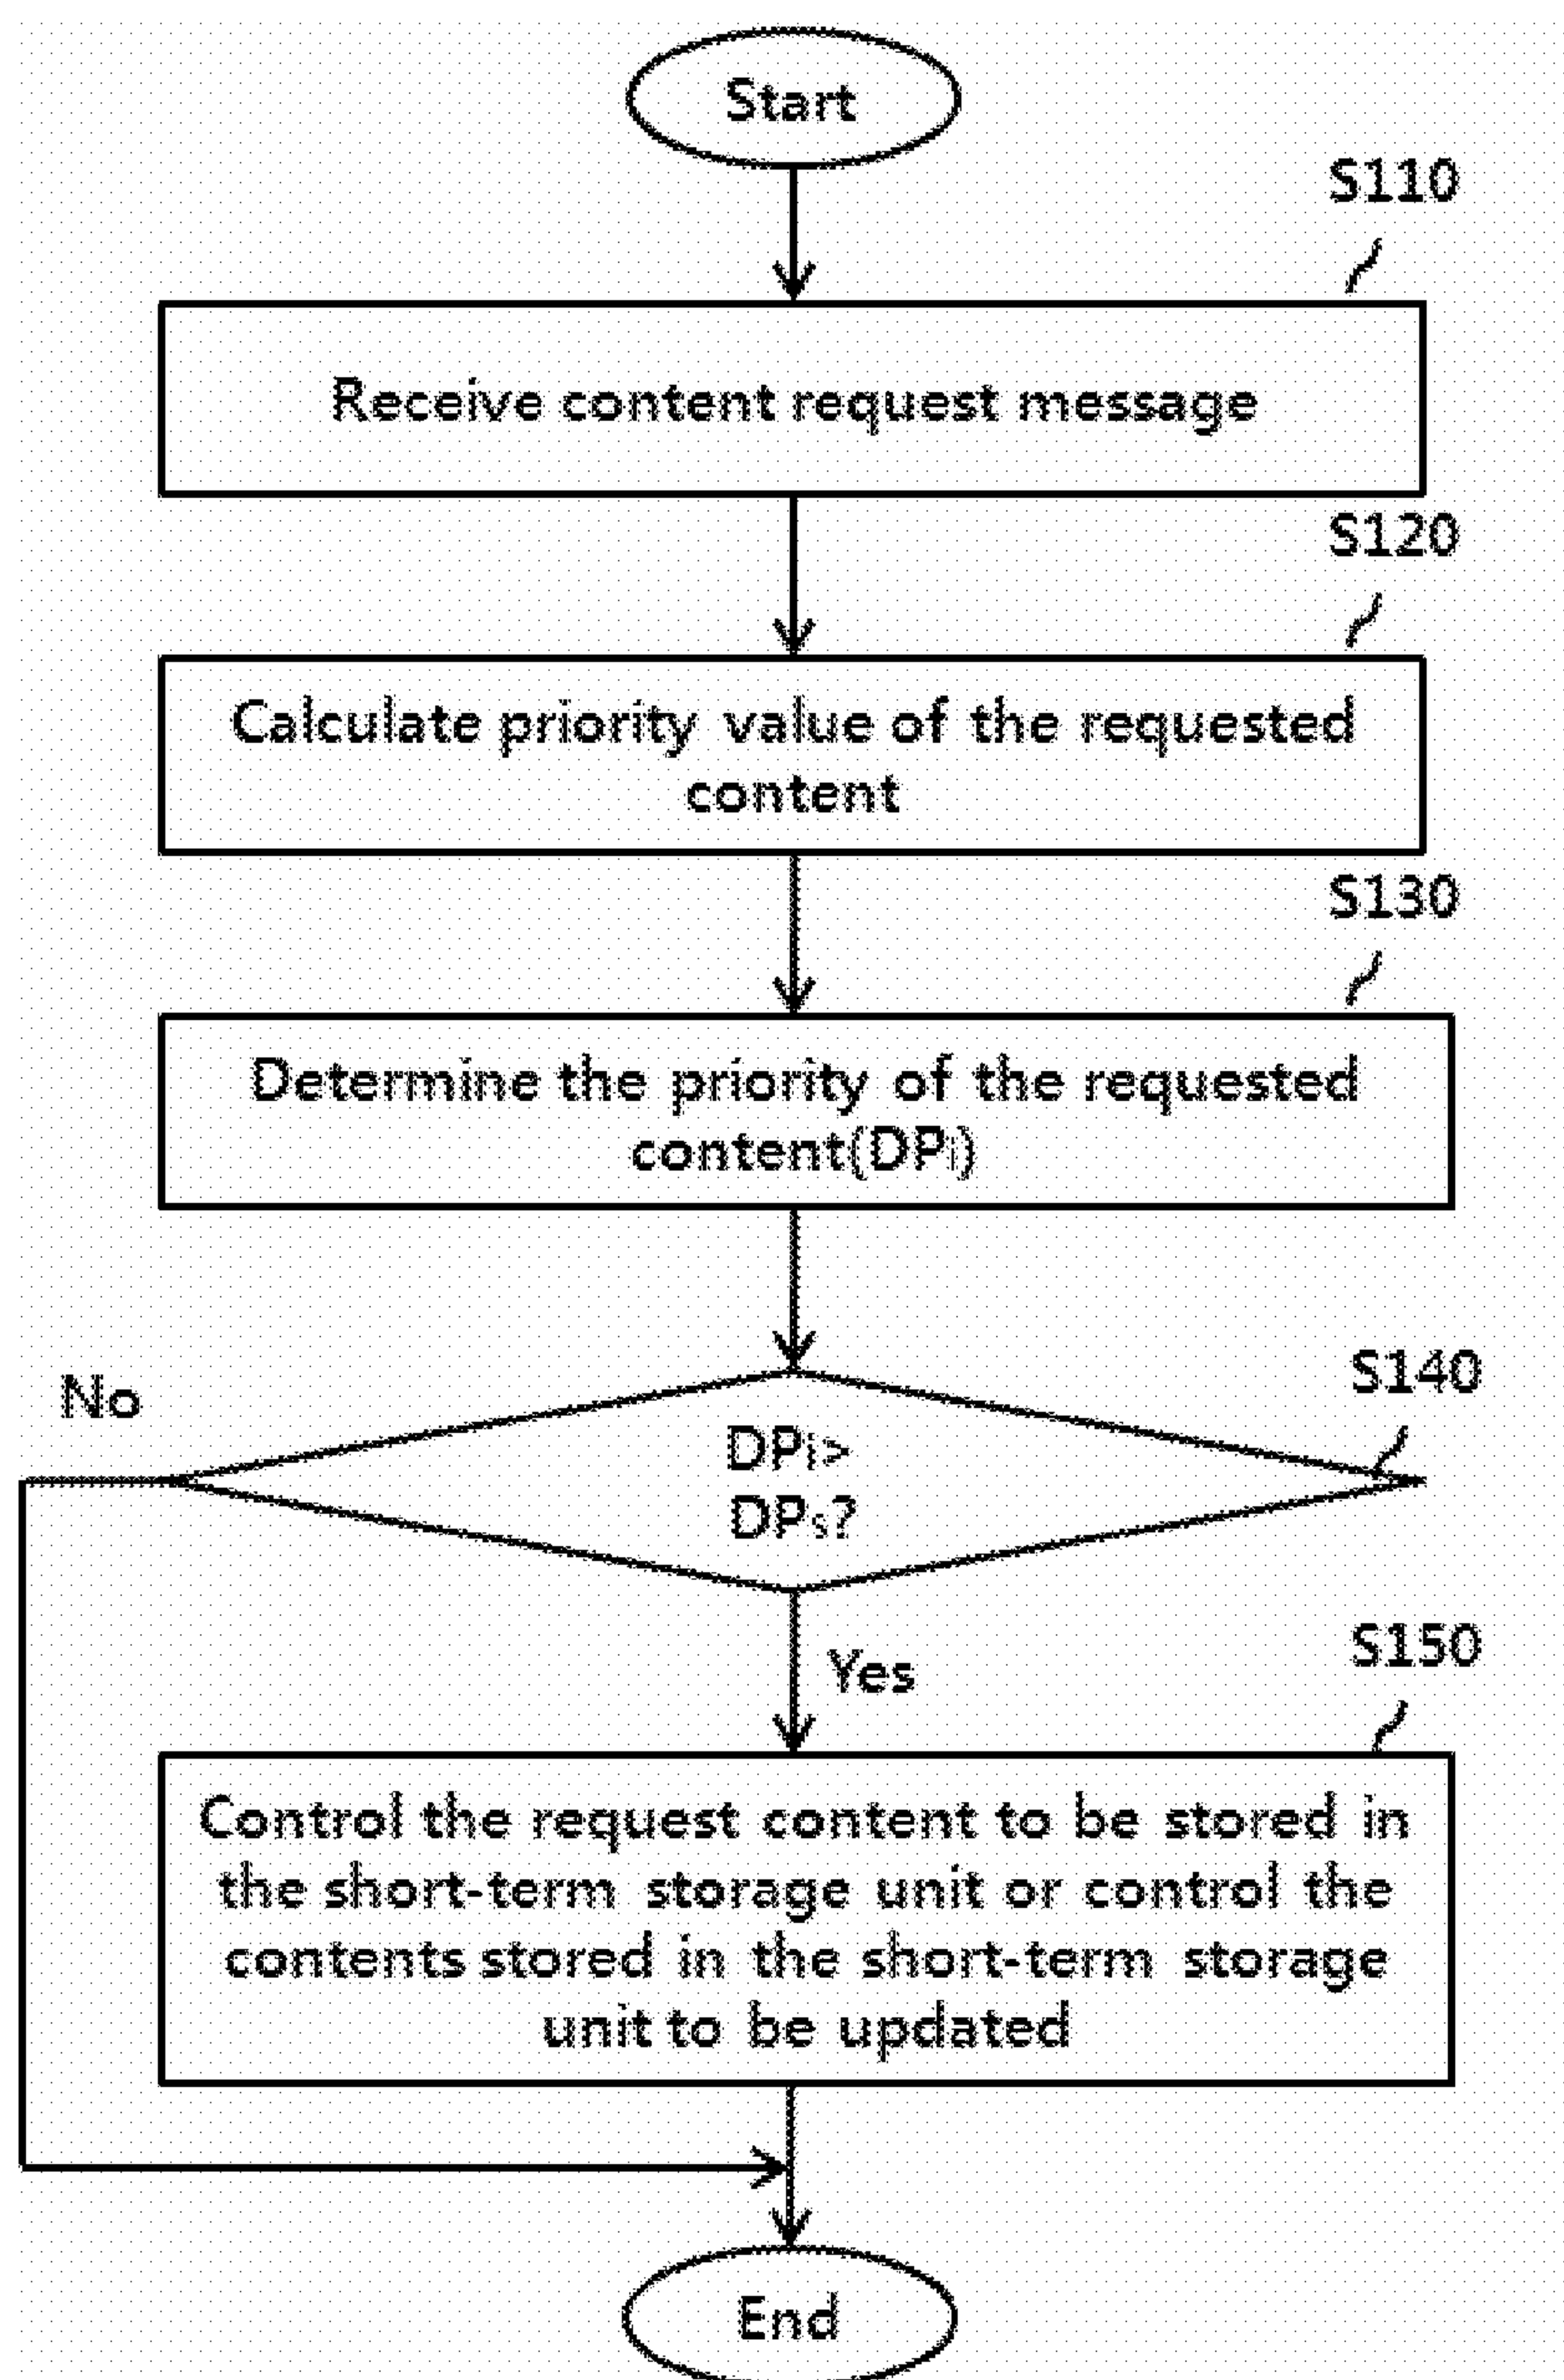 Start
S110
Receive content request message
S120
Calculate priority value of the requested
content
S130
Determine the priority of the requested
content(DPi)
S140
No
DPi>
DPs?
Yes
S150
Control the request content to be stored in
the short-term storage unit or control the
contents stored in the short-term storage
unit to be updated
End